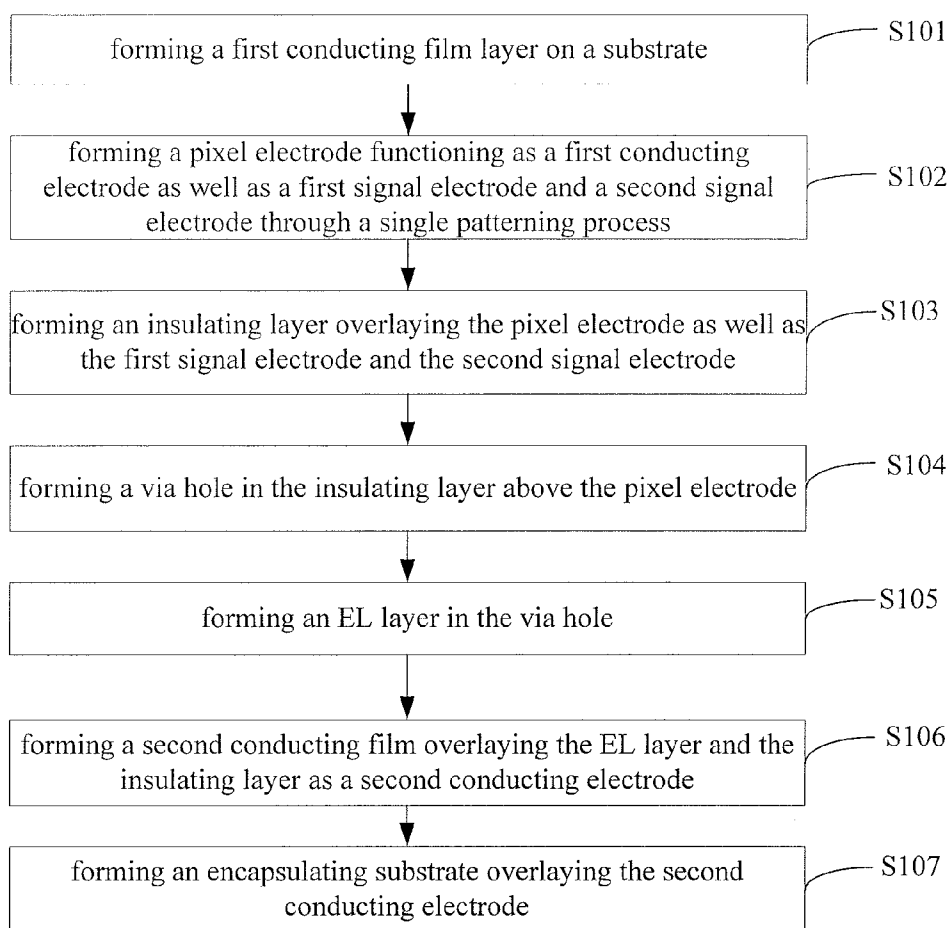 forming a first conducting film layer on a substrate
S101
forming a pixel electrode functioning as a first conducting
electrode as well as a first signal electrode and a second signal
electrode through a single patterning process
S102
forming an insulating layer overlaying the pixel electrode as well as
the first signal electrode and the second signal electrode
S103
forming a via hole in the insulating layer above the pixel electrode
S104
forming an EL layer in the via hole
S105
forming a second conducting film overlaying the EL layer and the
insulating layer as a second conducting electrode
S106
forming an encapsulating substrate overlaying the second
conducting electrode
S107